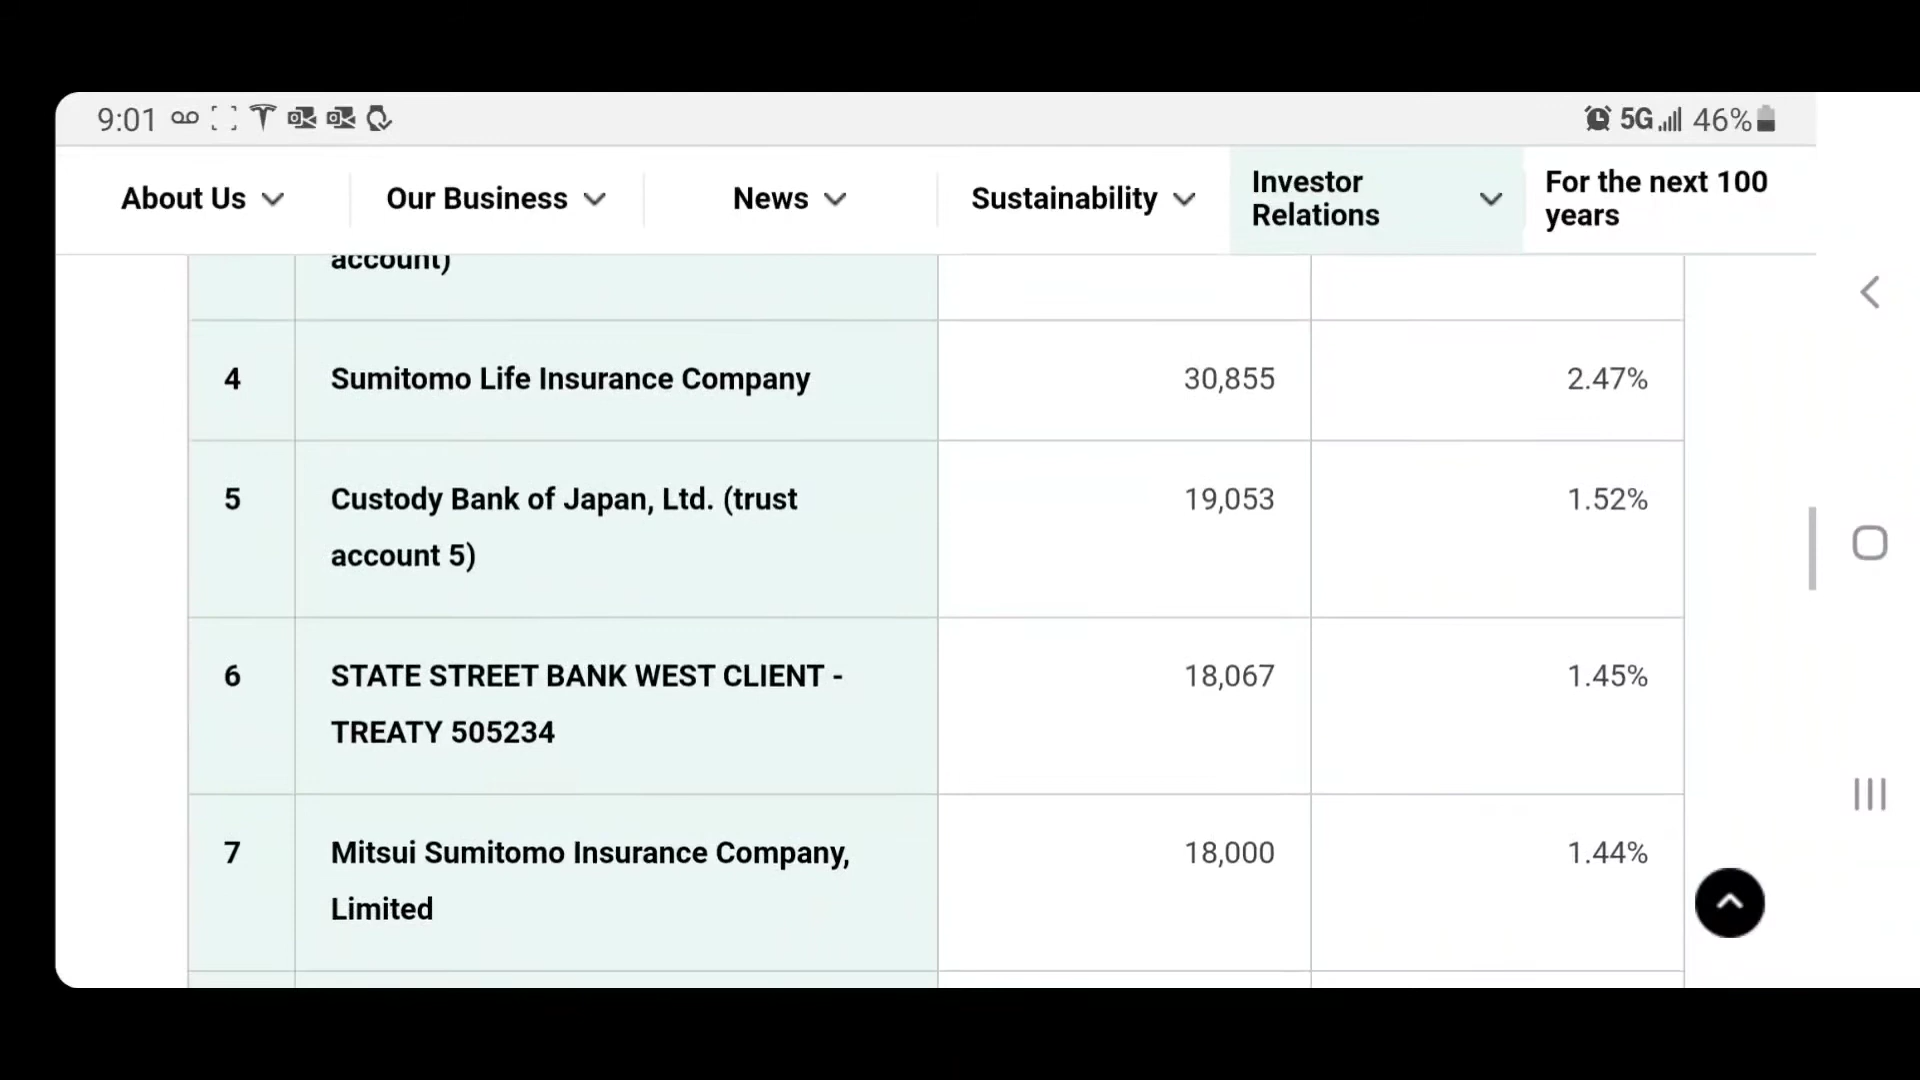 9:01
5G 46%
About Us
Our Business
News
Sustainability
Investor
Relations
For the next 100
years
account)
4 Sumitomo Life Insurance Company 30,855 2.47%
5 Custody Bank of Japan, Ltd. (trust 19,053 1.52%
account 5)
6 STATE STREET BANK WEST CLIENT - 18,067 1.45%
TREATY 505234
7 Mitsui Sumitomo Insurance Company, 18,000 1.44%
Limited